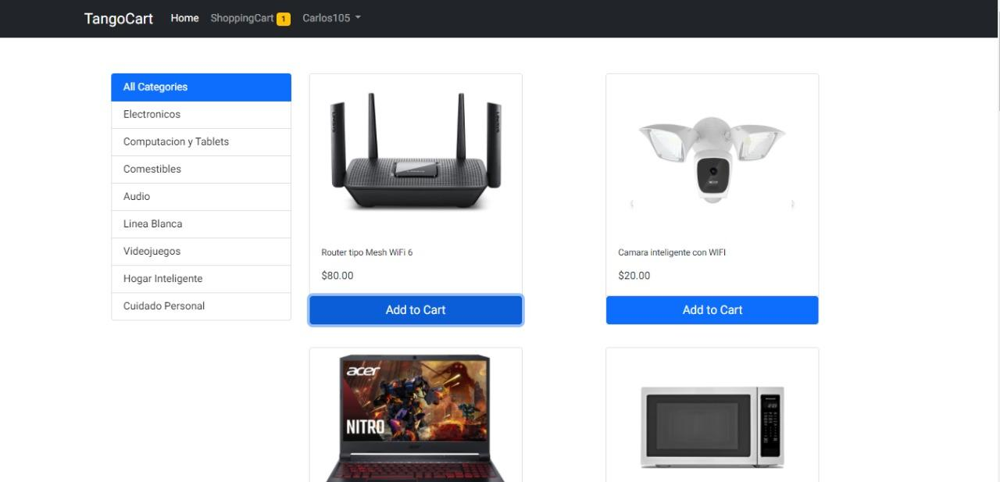 TangoCart Home ShoppingCart 1 Carlos105
All Categories
Electronicos
Computacion y Tablets
Comestibles
Audio
Linea Blanca
Videojuegos
Hogar Inteligente
Cuidado Personal
Router tipo Mesh WiFi 6
$80.00
Add to Cart
Camara inteligente con WIFI
$20.00
Add to Cart
acer
NITRO